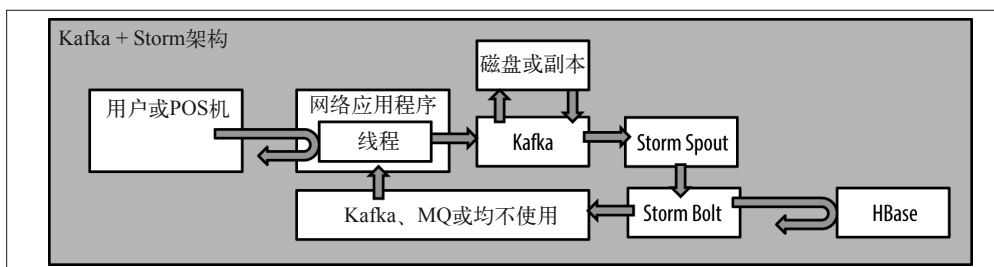 Kafka + Storm架构
磁盘或副本
用户或POS机
网络应用程序
线程
Kafka
Storm Spout
Kafka、MQ或均不使用
Storm Bolt
HBase